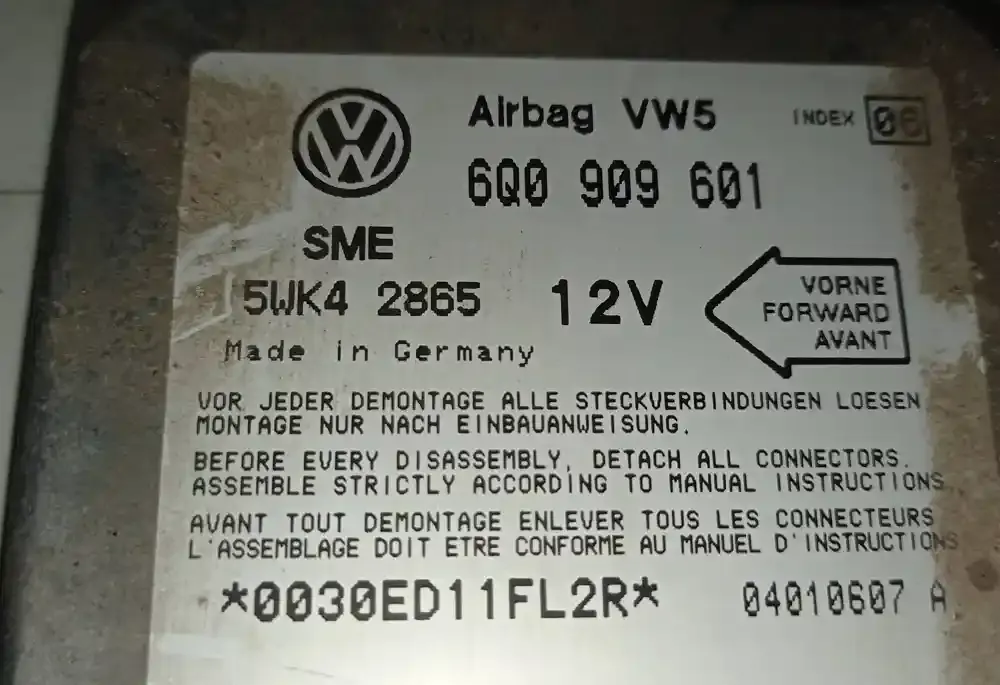 Airbag VW5 INDEX 06
6Q0 909 601
SME
5WK4 2865 12V
VORNE
FORWARD
AVANT
Made in Germany
VOR JEDER DEMONTAGE ALLE STECKVERBINDUNGEN LOESEN
MONTAGE NUR NACH EINBAUANWEISUNG.
BEFORE EVERY DISASSEMBLY, DETACH ALL CONNECTORS.
ASSEMBLE STRICTLY ACCORDING TO MANUAL INSTRUCTIONS.
AVANT TOUT DEMONTAGE ENLEVER TOUS LES CONNECTEURS
L'ASSEMBLAGE DOIT ETRE CONFORME AU MANUEL D'INSTRUCTIONS
*0030ED11FL2R* 04010607 A